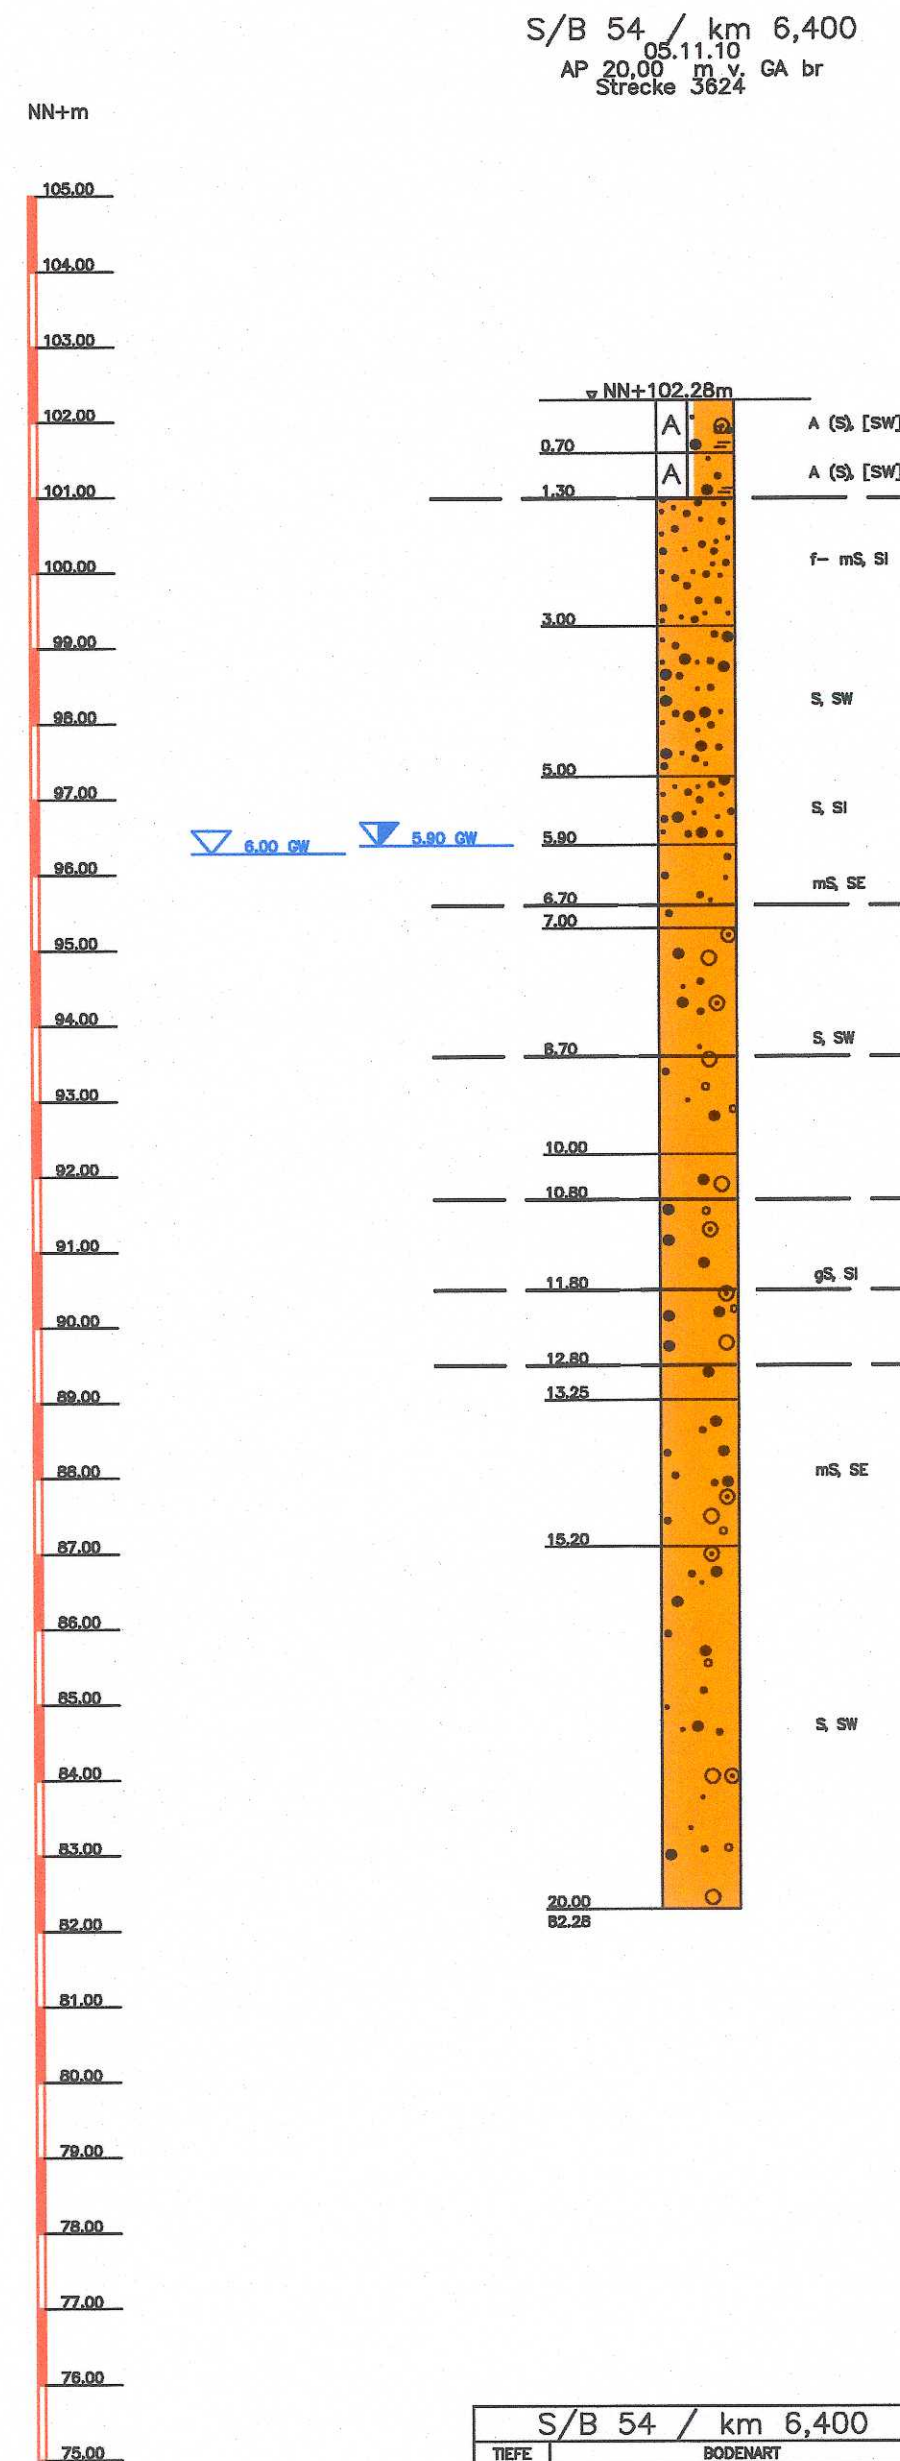 S/B 54 / km 6,400
05.11.10
AP 20,00 m v. GA br
Strecke 3624
NN+m
105.00
104.00
103.00
NN+102.28m
102.00
A
A (S), [SW]
0.70
A
A (S), [SW]
101.00
1.30
f- mS, SI
100.00
3.00
99.00
S, SW
98.00
5.00
97.00
S, SI
6.00 GW
5.90 GW
5.90
96.00
mS, SE
6.70
7.00
95.00
94.00
S, SW
8.70
93.00
10.00
92.00
10.80
91.00
gS, SI
11.80
90.00
12.80
89.00
13.25
mS, SE
88.00
15.20
87.00
86.00
85.00
S, SW
84.00
83.00
20.00
82.28
82.00
81.00
80.00
79.00
78.00
77.00
76.00
S/B 54 / km 6,400
75.00
TIEFE
BODENART